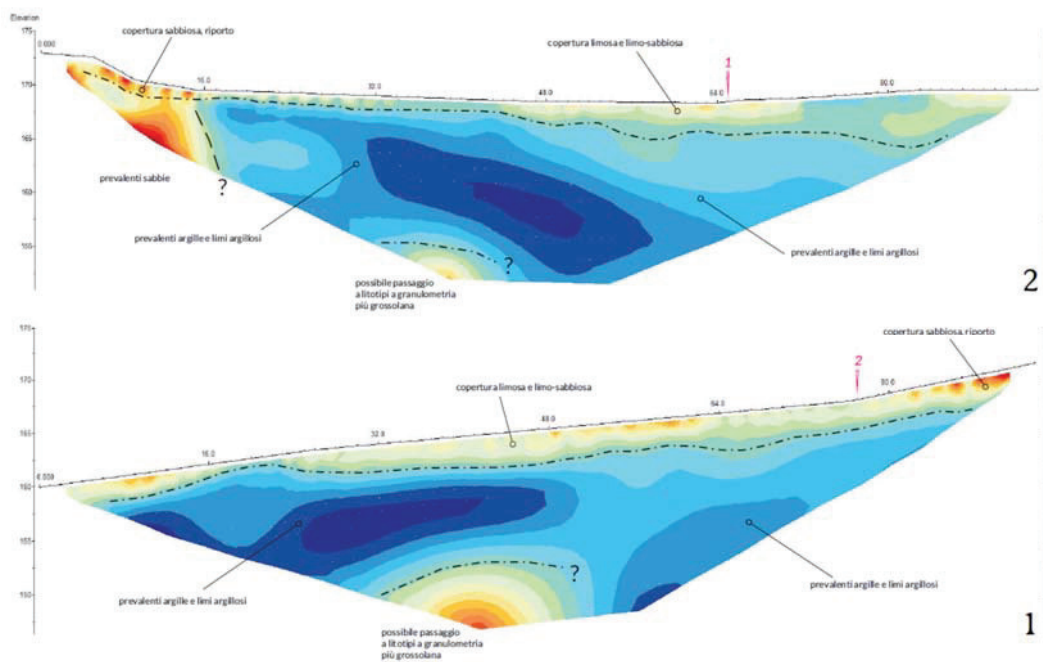 Elevation
175
0.000
copertura sabbiosa, riporto
copertura limosa e limo-sabbiosa
1
170
16.0
32.0
48.0
64.0
80.0
165
prevalenti sabbie
?
160
prevalenti argille e limi argillosi
prevalenti argille e limi argillosi
155
?
possibile passaggio
a litotipi a granulometria
più grossolana
2
175
copertura sabbiosa, riporto
2
170
copertura limosa e limo-sabbiosa
80.0
64.0
48.0
32.0
165
16.0
160
155
?
150
prevalenti argille e limi argillosi
prevalenti argille e limi argillosi
possibile passaggio
a litotipi a granulometria
più grossolana
1